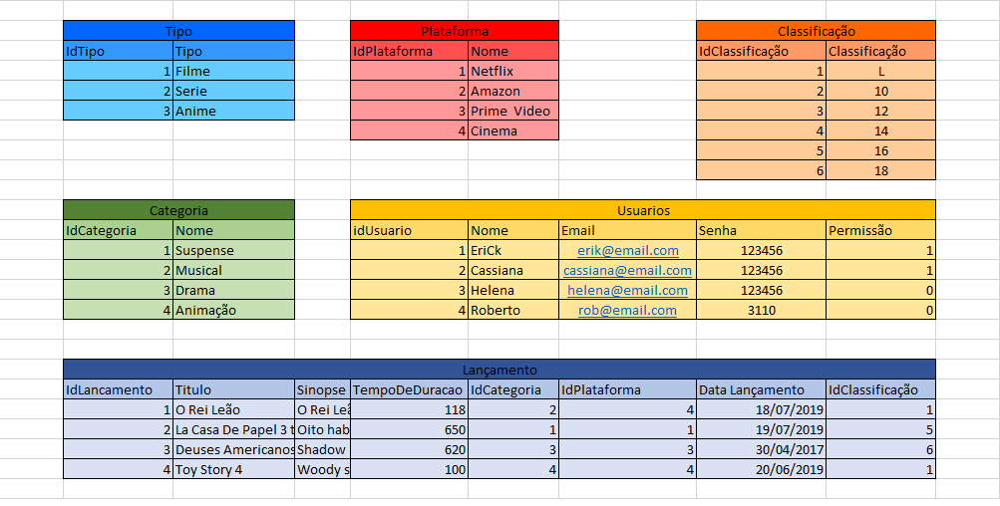 Tipo
IdTipo Tipo
1 Filme
2 Serie
3 Anime
Plataforma
IdPlataforma Nome
1 Netflix
2 Amazon
3 Prime Video
4 Cinema
Classificação
IdClassificação Classificação
1 L
2 10
3 12
4 14
5 16
6 18
Categoria
IdCategoria Nome
1 Suspense
2 Musical
3 Drama
4 Animação
Usuarios
idUsuario Nome Email Senha Permissão
1 EriCk erik@email.com 123456 1
2 Cassiana cassiana@email.com 123456 1
3 Helena helena@email.com 123456 0
4 Roberto rob@email.com 3110 0
Lançamento
IdLancamento Titulo Sinopse TempoDeDuracao IdCategoria IdPlataforma Data Lançamento IdClassificação
1 O Rei Leão O Rei Leã 118 2 4 18/07/2019 1
2 La Casa De Papel 3 t Oito hab 650 1 1 19/07/2019 5
3 Deuses Americanos Shadow 620 3 3 30/04/2017 6
4 Toy Story 4 Woody s 100 4 4 20/06/2019 1